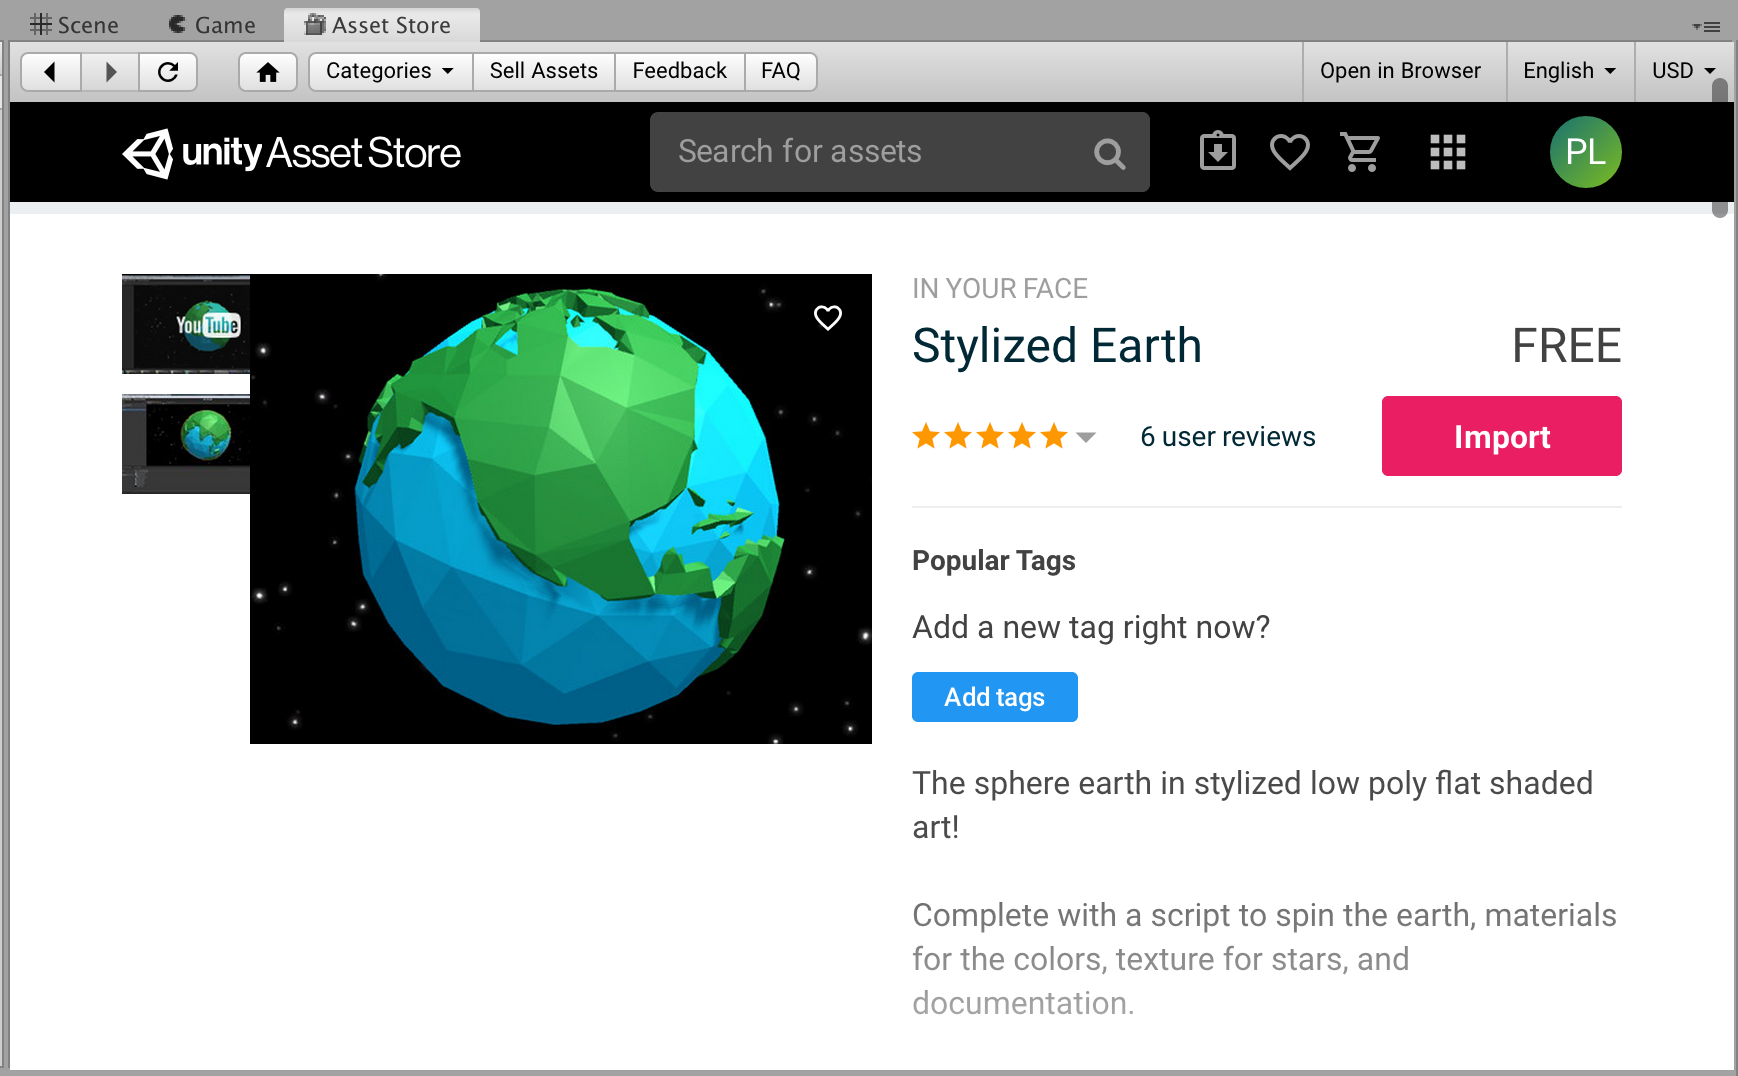 Scene Game Asset Store
Categories Sell Assets Feedback FAQ Open in Browser English USD
unity Asset Store Search for assets PL
YouTube
IN YOUR FACE
Stylized Earth FREE
6 user reviews Import
Popular Tags
Add a new tag right now?
Add tags
The sphere earth in stylized low poly flat shaded
art!
Complete with a script to spin the earth, materials
for the colors, texture for stars, and
documentation.